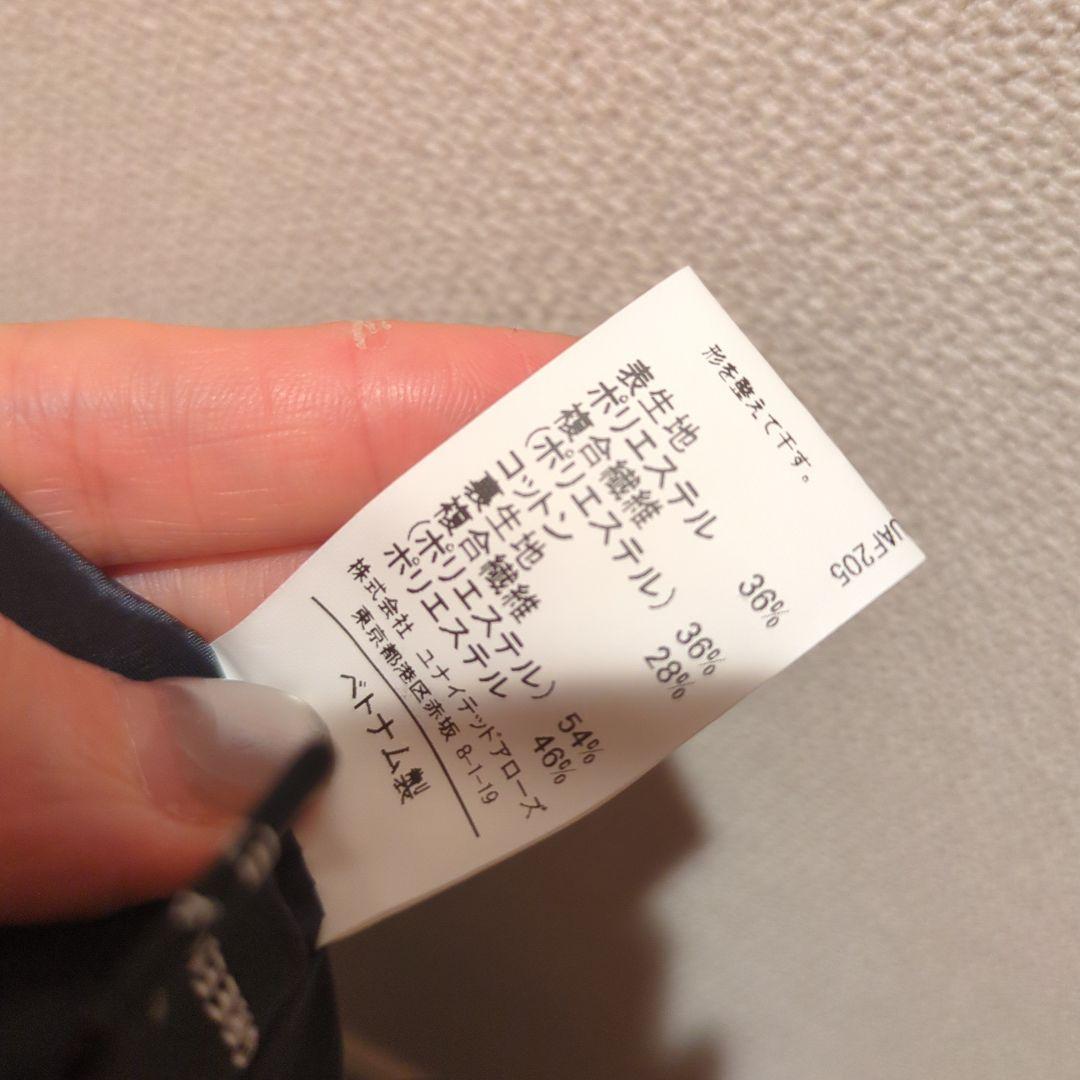 形を整えて干す。
UAF205
表生地
ポリエステル 36%
複合繊維
(ポリエステル) 36%
コットン 28%
裏生地
複合繊維
(ポリエステル) 54%
ポリエステル 46%
株式会社 ユナイテッドアローズ
東京都港区赤坂 8-1-19
ベトナム製